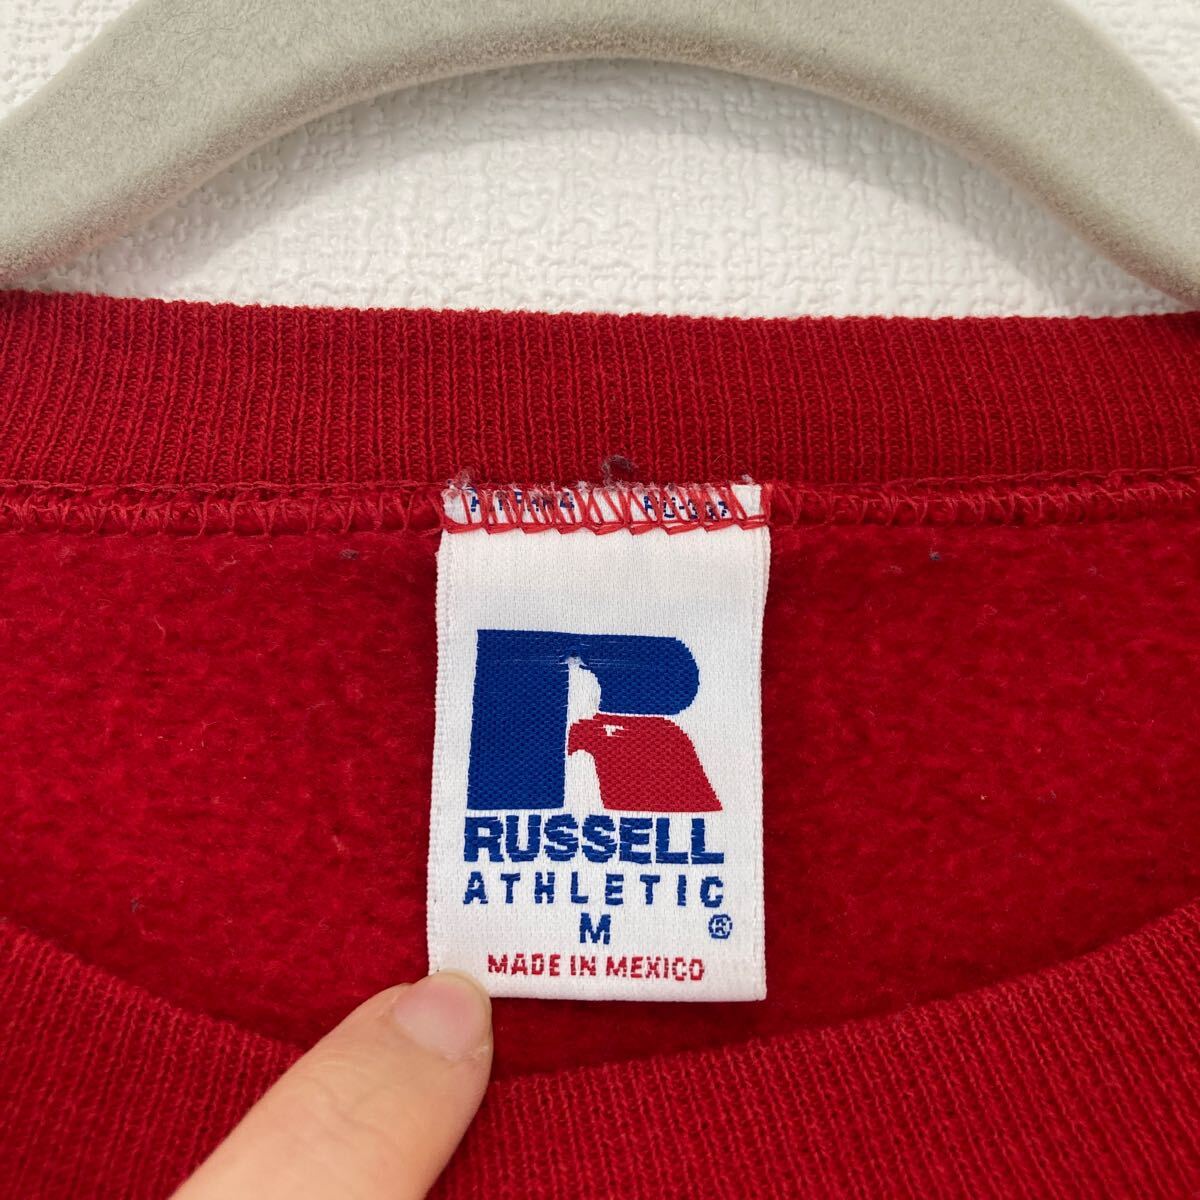 RUSSELL
ATHLETIC
M ®
MADE IN MEXICO